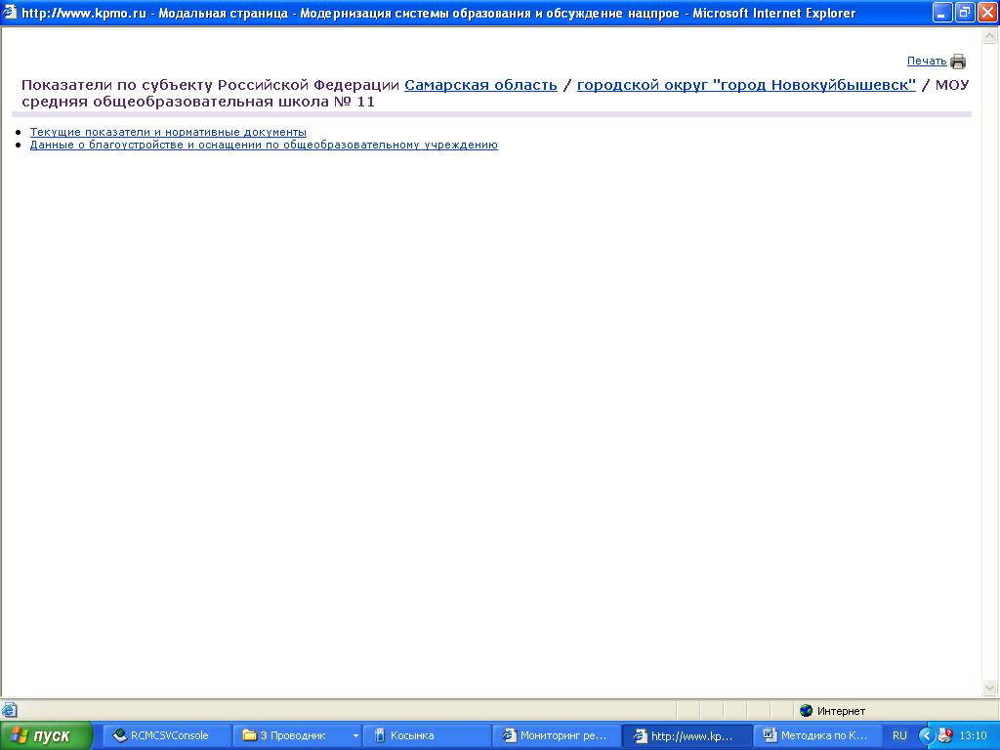 http://www.kpmo.ru - Модальная страница - Модернизация системы образования и обсуждение нацпрое - Microsoft Internet Explorer
Печать
Показатели по субъекту Российской Федерации Самарская область / городской округ "город Новокуйбышевск" / МОУ
средняя общеобразовательная школа № 11
Текущие показатели и нормативные документы
Данные о благоустройстве и оснащении по общеобразовательному учреждению
Интернет
пуск
RCMCSVConsole
3 Проводник
Косынка
Мониторинг ре...
http://www.kp...
Методика по К...
RU
13:10